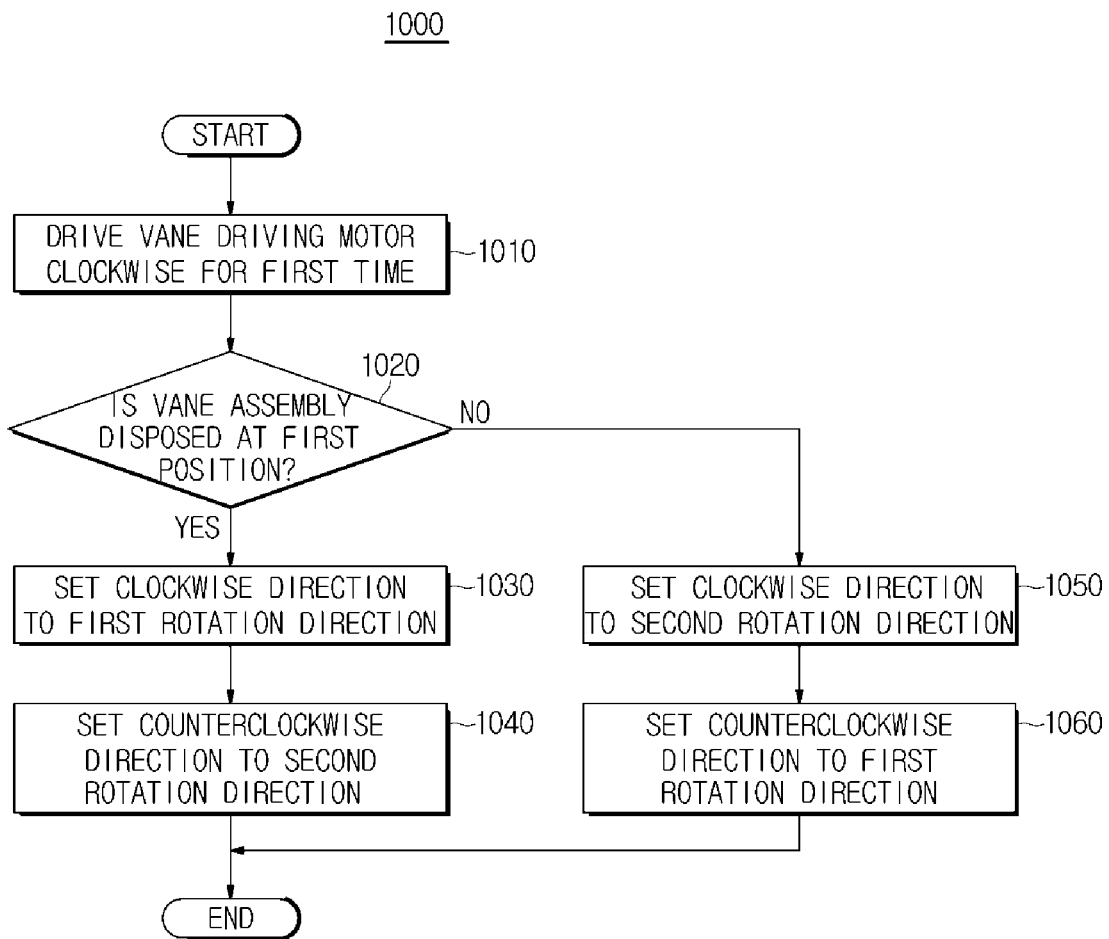 1000
START
DRIVE VANE DRIVING MOTOR
CLOCKWISE FOR FIRST TIME
1010
1020
IS VANE ASSEMBLY
DISPOSED AT FIRST
POSITION?
NO
YES
SET CLOCKWISE DIRECTION
TO FIRST ROTATION DIRECTION
1030
SET CLOCKWISE DIRECTION
TO SECOND ROTATION DIRECTION
1050
SET COUNTERCLOCKWISE
DIRECTION TO SECOND
ROTATION DIRECTION
1040
SET COUNTERCLOCKWISE
DIRECTION TO FIRST
ROTATION DIRECTION
1060
END